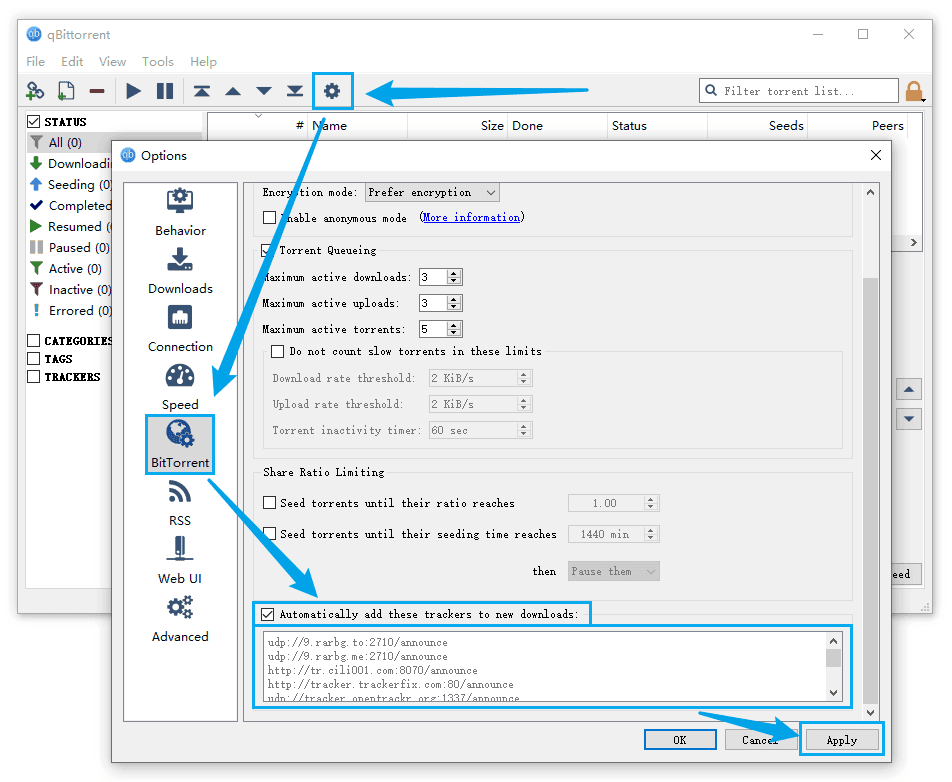 qb qBittorrent
File Edit View Tools Help
Filter torrent list...
STATUS
# Name Size Done Status Seeds Peers
All (0)
Downloadi
Seeding (0)
Completed
Resumed (
Paused (0)
Active (0)
Inactive (0)
Errored (0)
CATEGORIES
TAGS
TRACKERS
eed
qb Options
Behavior
Downloads
Connection
Speed
BitTorrent
RSS
Web UI
Advanced
Encryption mode: Prefer encryption
Enable anonymous mode (More information)
Torrent Queueing
Maximum active downloads: 3
Maximum active uploads: 3
Maximum active torrents: 5
Do not count slow torrents in these limits
Download rate threshold: 2 KiB/s
Upload rate threshold: 2 KiB/s
Torrent inactivity timer: 60 sec
Share Ratio Limiting
Seed torrents until their ratio reaches 1.00
Seed torrents until their seeding time reaches 1440 min
then Pause them
Automatically add these trackers to new downloads:
udp://9.rarbg.to:2710/announce
udp://9.rarbg.me:2710/announce
http://tr.cili001.com:8070/announce
http://tracker.trackerfix.com:80/announce
udp://tracker.opentrackr.org:1337/announce
OK Cancel Apply